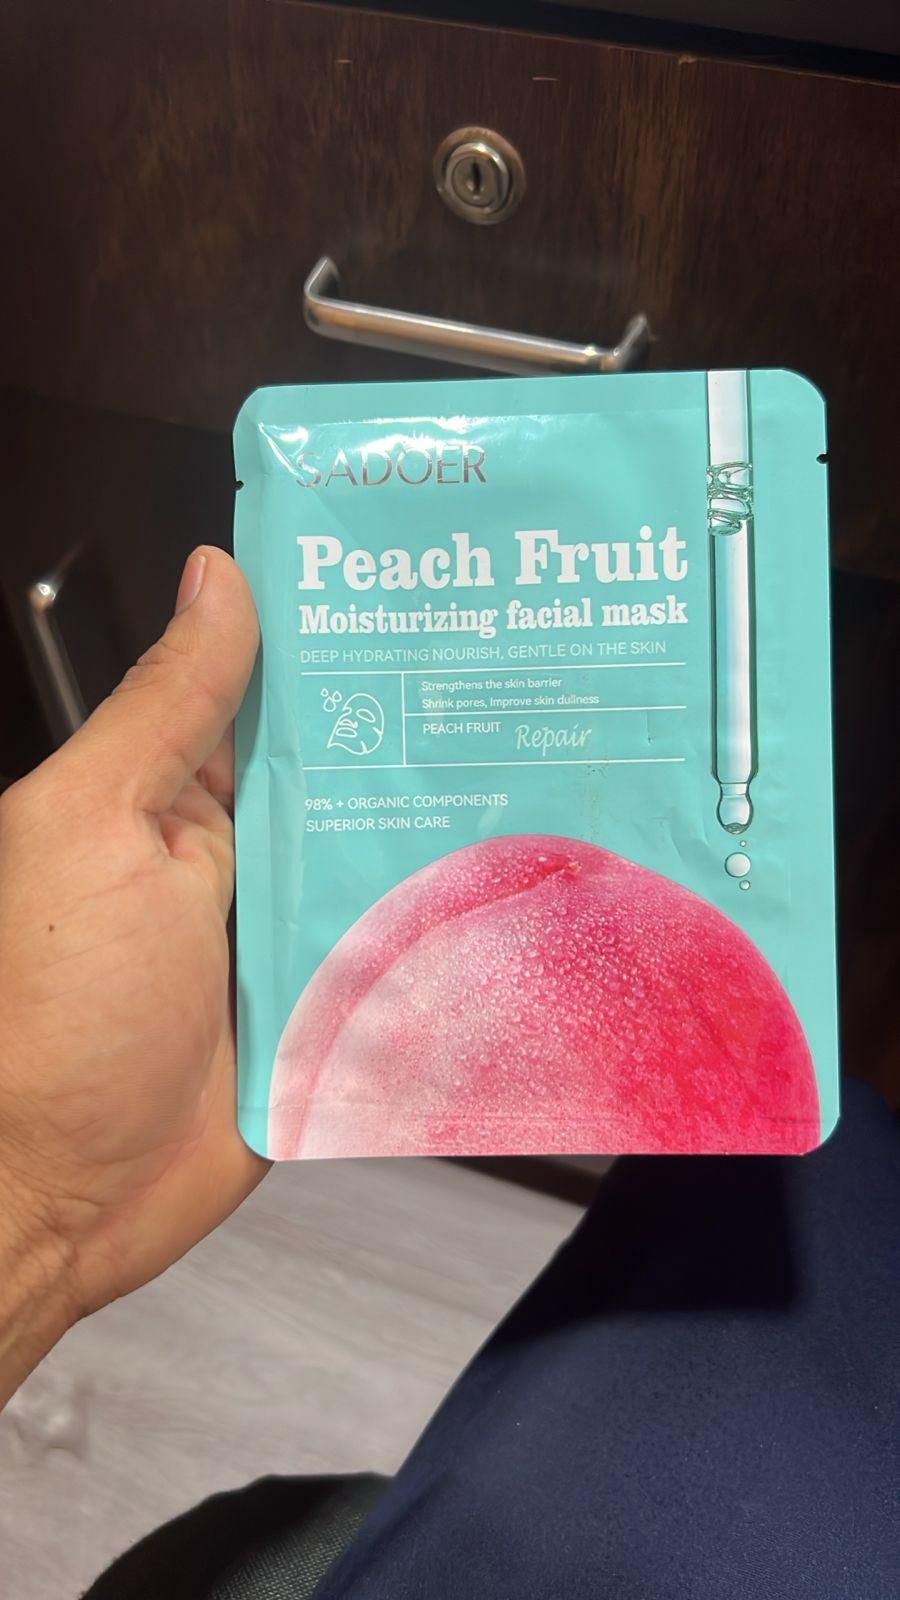 SADOER
Peach Fruit
Moisturizing facial mask
DEEP HYDRATING NOURISH, GENTLE ON THE SKIN
Strengthens the skin barrier
Shrink pores, Improve skin dullness
PEACH FRUIT Repair
98% + ORGANIC COMPONENTS
SUPERIOR SKIN CARE